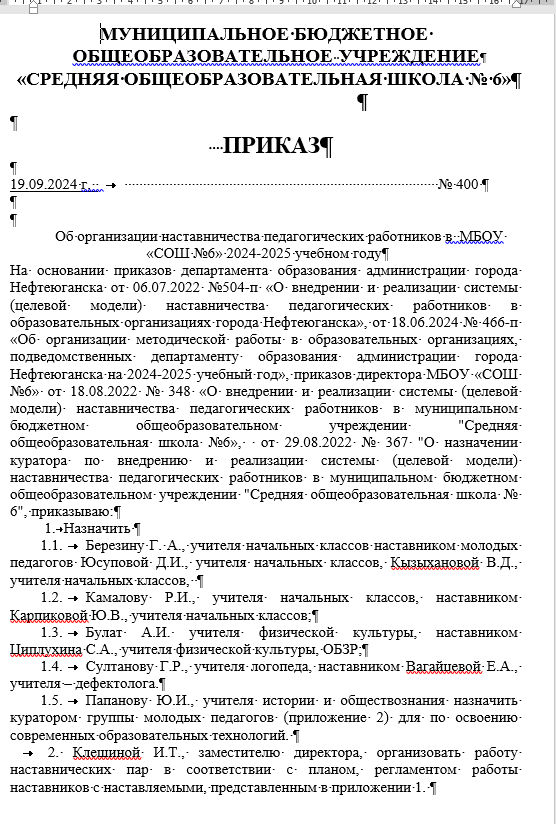 МУНИЦИПАЛЬНОЕ БЮДЖЕТНОЕ
ОБЩЕОБРАЗОВАТЕЛЬНОЕ УЧРЕЖДЕНИЕ
«СРЕДНЯЯ ОБЩЕОБРАЗОВАТЕЛЬНАЯ ШКОЛА № 6»
ПРИКАЗ
19.09.2024 г. № 400
Об организации наставничества педагогических работников в МБОУ
«СОШ №6» 2024-2025 учебном году
На основании приказов департамента образования администрации города
Нефтеюганска от 06.07.2022 №504-п «О внедрении и реализации системы
(целевой модели) наставничества педагогических работников в
образовательных организациях города Нефтеюганска», от 18.06.2024 № 466-п
«Об организации методической работы в образовательных организациях,
подведомственных департаменту образования администрации города
Нефтеюганска на 2024-2025 учебный год», приказов директора МБОУ «СОШ
№6» от 18.08.2022 № 348 «О внедрении и реализации системы (целевой
модели) наставничества педагогических работников в муниципальном
бюджетном общеобразовательном учреждении "Средняя
общеобразовательная школа №6», от 29.08.2022 № 367 "О назначении
куратора по внедрению и реализации системы (целевой модели)
наставничества педагогических работников в муниципальном бюджетном
общеобразовательном учреждении "Средняя общеобразовательная школа №
6", приказываю:
1. Назначить
1.1. Березину Г. А., учителя начальных классов наставником молодых
педагогов Юсуповой Д.И., учителя начальных классов, Кызыхановой В.Д.,
учителя начальных классов,
1.2. Камалову Р.И., учителя начальных классов, наставником
Карпиковой Ю.В., учителя начальных классов;
1.3. Булат А.И. учителя физической культуры, наставником
Циплухина С.А., учителя физической культуры, ОБЗР;
1.4. Султанову Г.Р., учителя логопеда, наставником Вагайцевой Е.А.,
учителя – дефектолога.
1.5. Папанову Ю.И., учителя истории и обществознания назначить
куратором группы молодых педагогов (приложение 2) для по освоению
современных образовательных технологий.
2. Клешиной И.Т., заместителю директора, организовать работу
наставнических пар в соответствии с планом, регламентом работы
наставников с наставляемыми, представленным в приложении 1.